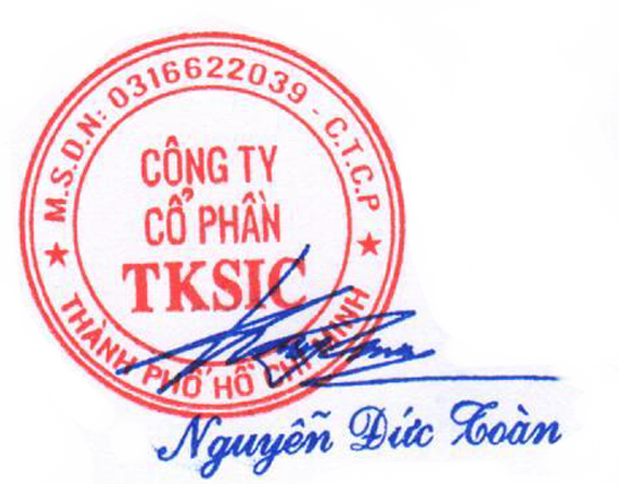 M.S.D.N: 0316622039 - C.T.C.P
CÔNG TY
CỔ PHẦN
TKSIC
THÀNH PHỐ HỒ CHÍ MINH
Nguyễn Đức Toàn